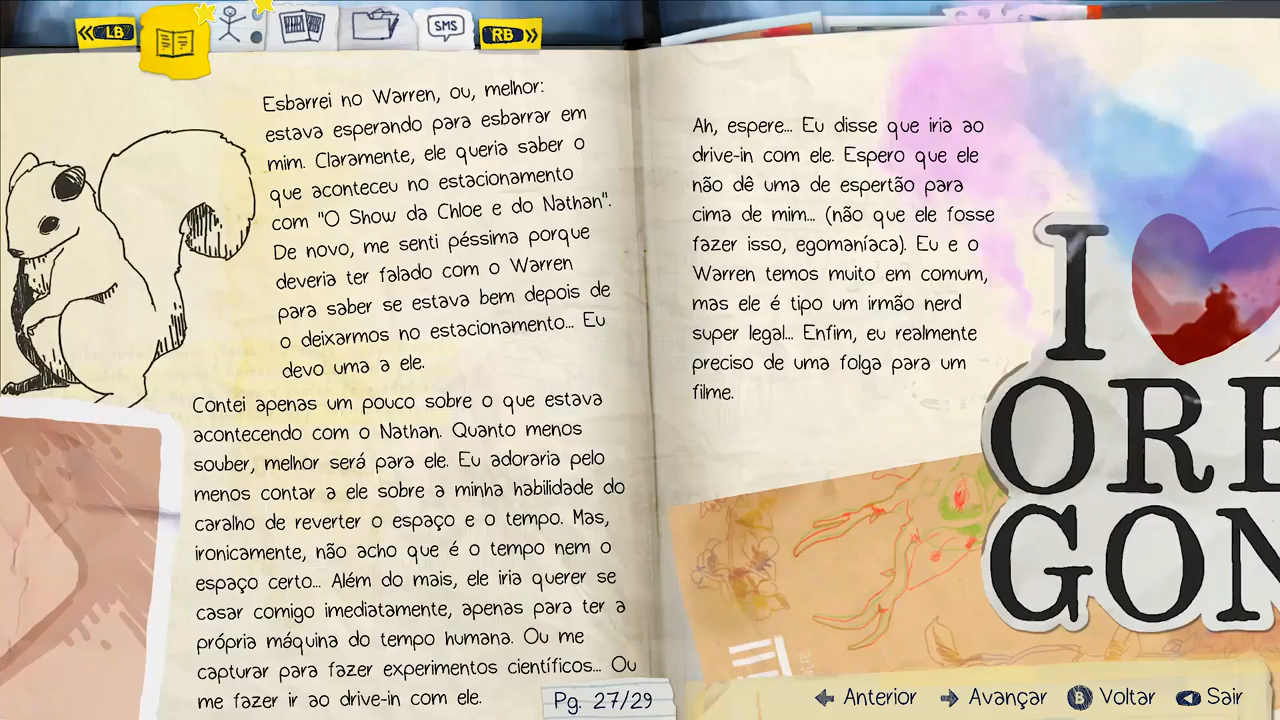 LB
SMS
RB
Esbarrei no Warren, ou, melhor:
estava esperando para esbarrar em
mim. Claramente, ele queria saber o
que aconteceu no estacionamento
com "O Show da Chloe e do Nathan".
De novo, me senti péssima porque
deveria ter falado com o Warren
para saber se estava bem depois de
o deixarmos no estacionamento... Eu
devo uma a ele.
Contei apenas um pouco sobre o que estava
acontecendo com o Nathan. Quanto menos
souber, melhor será para ele. Eu adoraria pelo
menos contar a ele sobre a minha habilidade do
caralho de reverter o espaço e o tempo. Mas,
ironicamente, não acho que é o tempo nem o
espaço certo... Além do mais, ele iria querer se
casar comigo imediatamente, apenas para ter a
própria máquina do tempo humana. Ou me
capturar para fazer experimentos científicos... Ou
me fazer ir ao drive-in com ele.
Ah, espere... Eu disse que iria ao
drive-in com ele. Espero que ele
não dê uma de espertão para
cima de mim... (não que ele fosse
fazer isso, egomaníaca). Eu e o
Warren temos muito em comum,
mas ele é tipo um irmão nerd
super legal... Enfim, eu realmente
preciso de uma folga para um
filme.
I
ORE
GON
Pg. 27/29
Anterior
Avançar
B Voltar
Sair